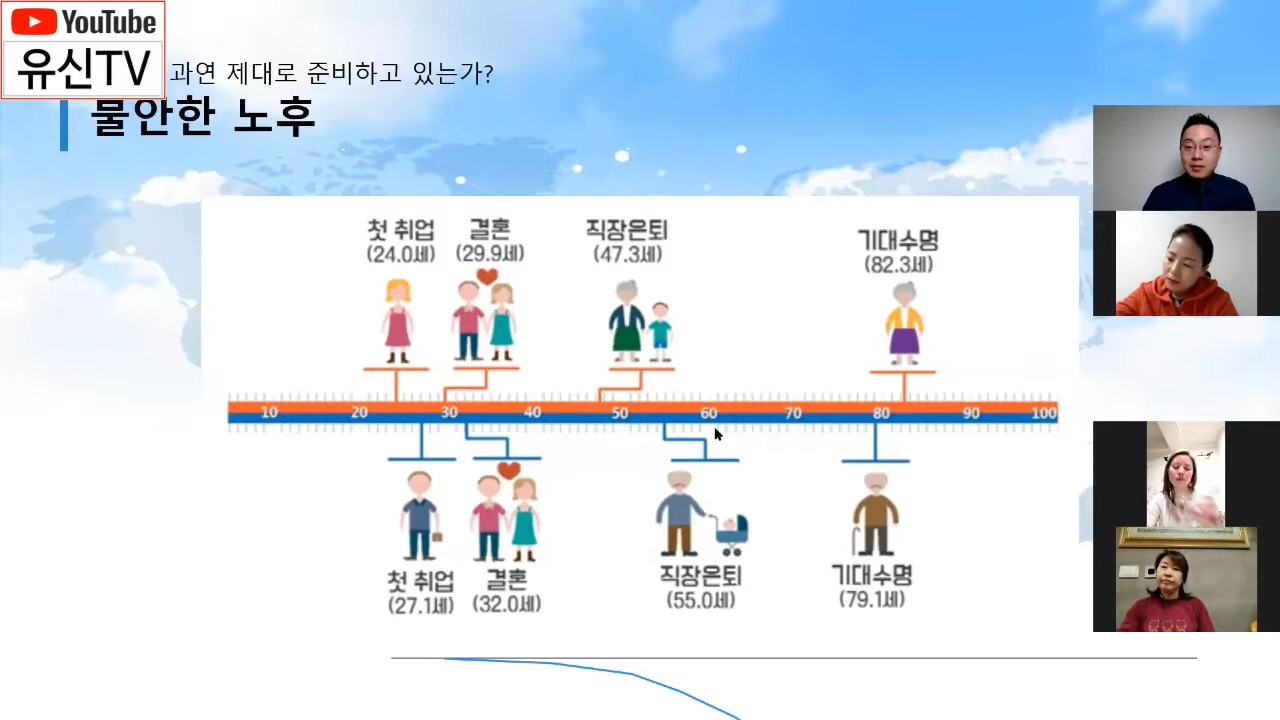 YouTube
유신TV
과연 제대로 준비하고 있는가?
불안한 노후
첫 취업
(24.0세)
결혼
(29.9세)
직장은퇴
(47.3세)
기대수명
(82.3세)
10 20 30 40 50 60 70 80 90 100
첫 취업
(27.1세)
결혼
(32.0세)
직장은퇴
(55.0세)
기대수명
(79.1세)